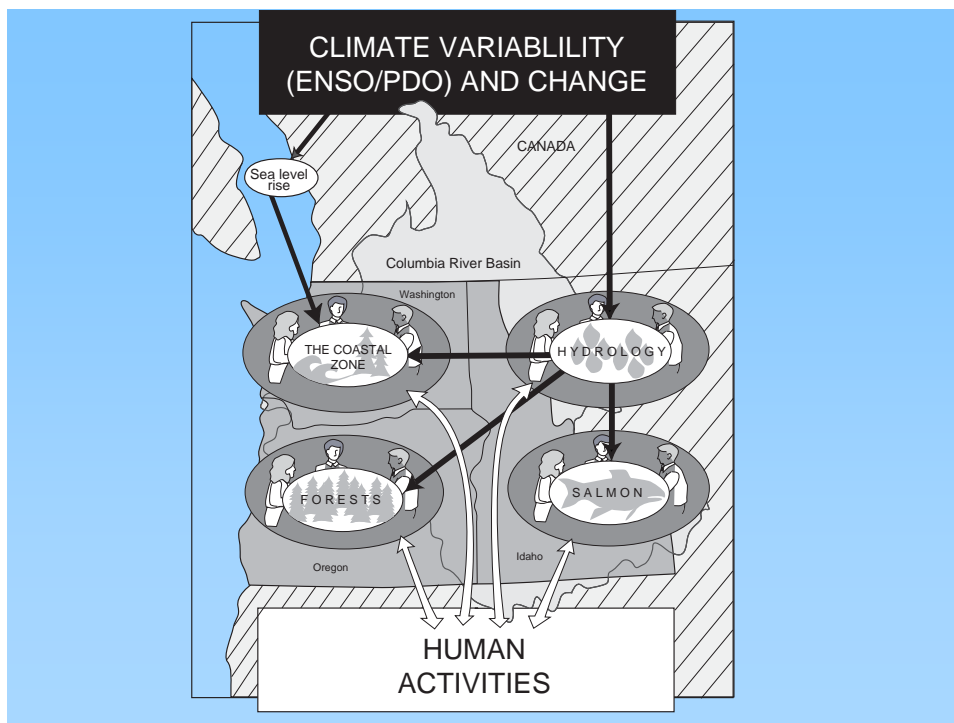 CLIMATE VARIABLILITY
(ENSO/PDO) AND CHANGE
CANADA
Sea level
rise
Columbia River Basin
Washington
THE COASTAL
ZONE
HYDROLOGY
FORESTS
SALMON
Oregon
Idaho
HUMAN
ACTIVITIES